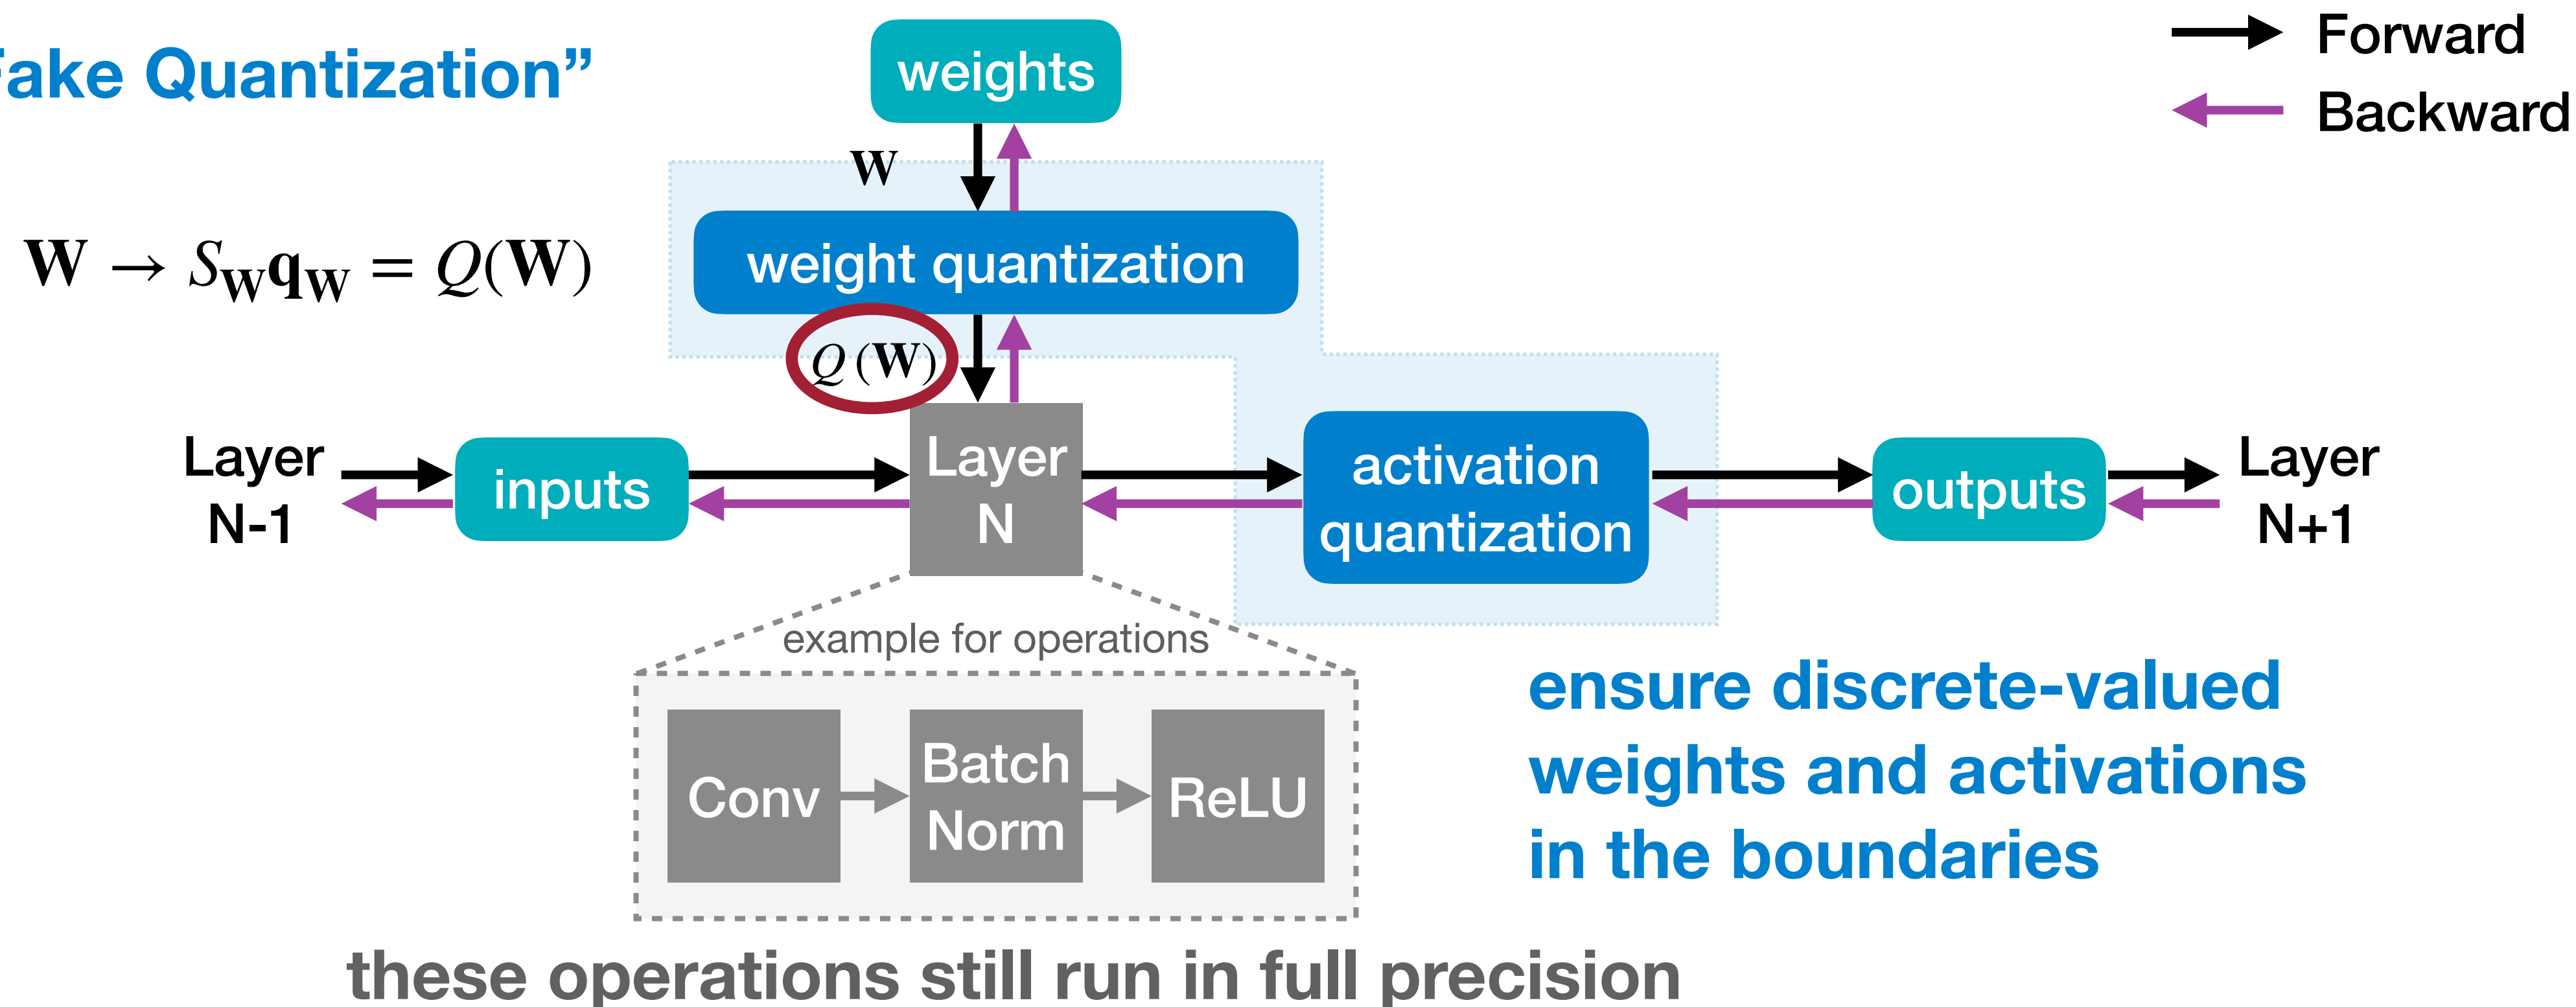 ake Quantization”
weights
Forward
Backward
W
W → S_W q_W = Q(W)
weight quantization
Q (W)
Layer
N-1
inputs
Layer
N
activation
quantization
outputs
Layer
N+1
example for operations
Conv
Batch
Norm
ReLU
ensure discrete-valued
weights and activations
in the boundaries
these operations still run in full precision